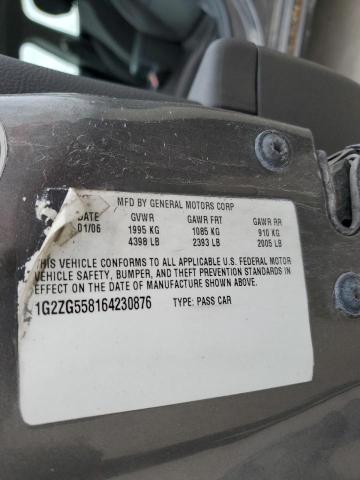 MFD BY GENERAL MOTORS CORP
DATE GVWR GAWR FRT GAWR RR
01/06 1995 KG 1085 KG 910 KG
4398 LB 2393 LB 2005 LB
THIS VEHICLE CONFORMS TO ALL APPLICABLE U.S. FEDERAL MOTOR
VEHICLE SAFETY, BUMPER, AND THEFT PREVENTION STANDARDS IN
EFFECT ON THE DATE OF MANUFACTURE SHOWN ABOVE.
1G2ZG558164230876 TYPE: PASS CAR